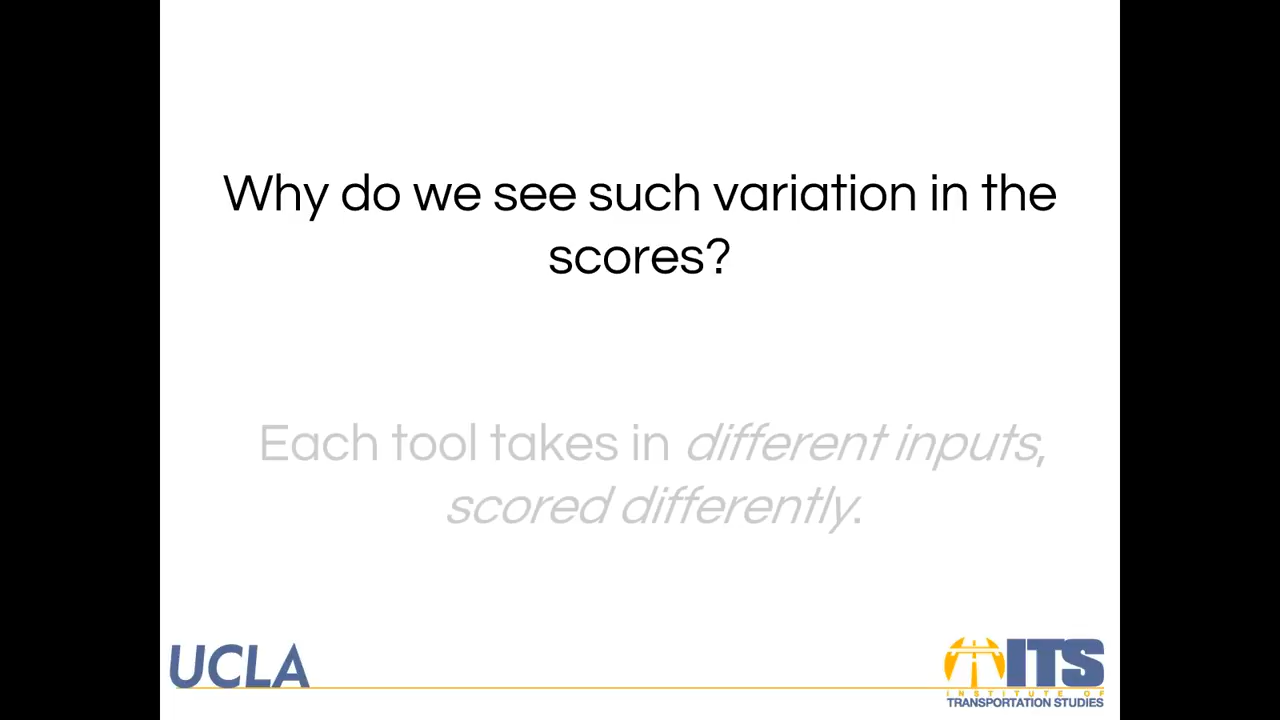 Why do we see such variation in the
scores?
Each tool takes in different inputs,
scored differently.
UCLA
ITS
INSTITUTE OF
TRANSPORTATION STUDIES